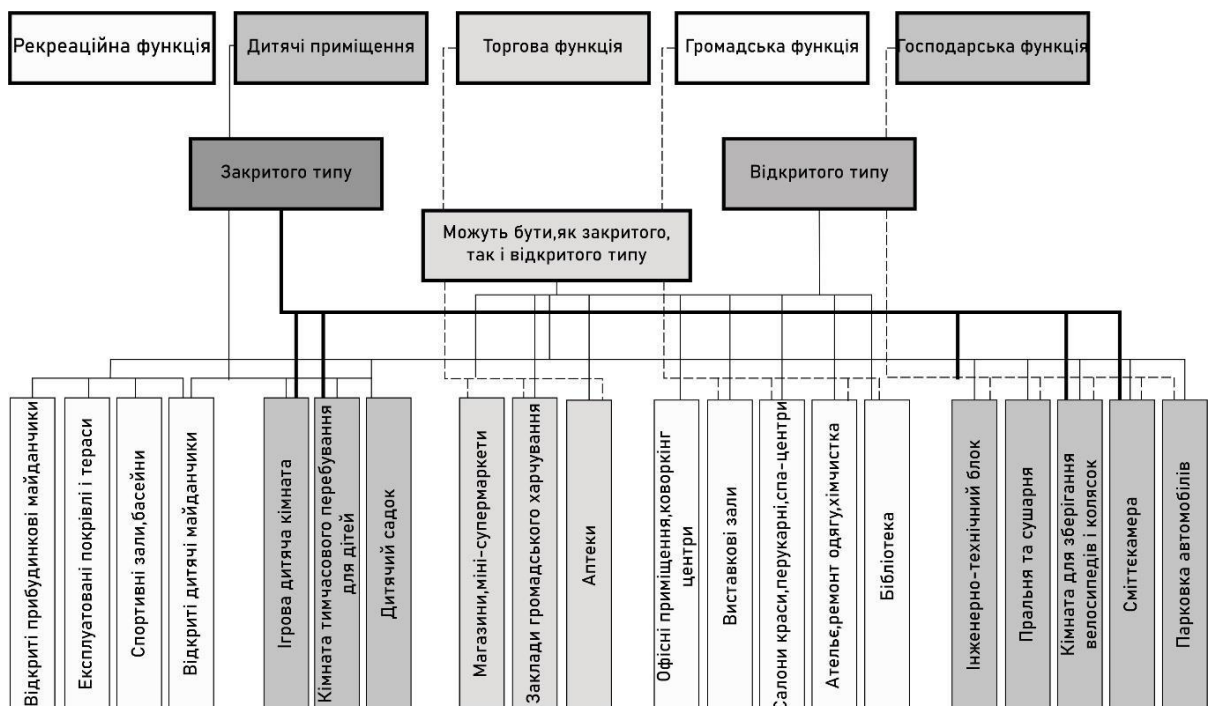 Рекреаційна функція
Дитячі приміщення
Торгова функція
Громадська функція
Господарська функція
Закритого типу
Відкритого типу
Можуть бути,як закритого,
так і відкритого типу
Відкриті прибудинкові майданчики
Експлуатовані покрівлі і тераси
Спортивні зали,басейни
Відкриті дитячі майданчики
Ігрова дитяча кімната
Кімната тимчасового перебування
для дітей
Дитячий садок
Магазини,міні-супермаркети
Заклади громадського харчування
Аптеки
Офісні приміщення,коворкінг
центри
Виставкові зали
Салони краси,перукарні,спа-центри
Ательє,ремонт одягу,хімчистка
Бібліотека
Інженерно-технічний блок
Пральня та сушарня
Кімната для зберігання
велосипедів і колясок
Сміттєкамера
Парковка автомобілів